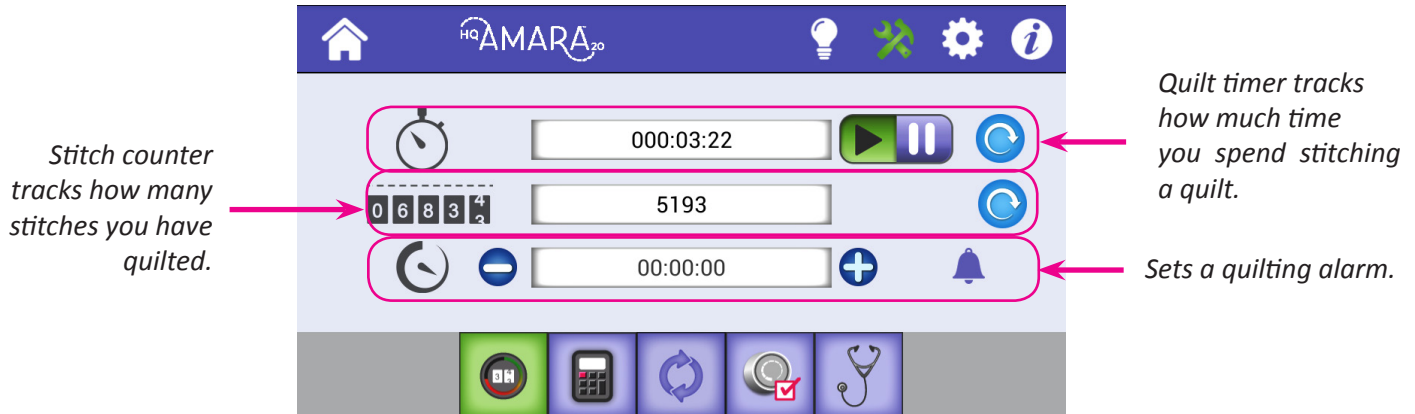 HQ AMARA 20
000:03:22
0 6 8 3 4 3
5193
00:00:00
Stitch counter
tracks how many
stitches you have
quilted.
Quilt timer tracks
how much time
you spend stitching
a quilt.
Sets a quilting alarm.